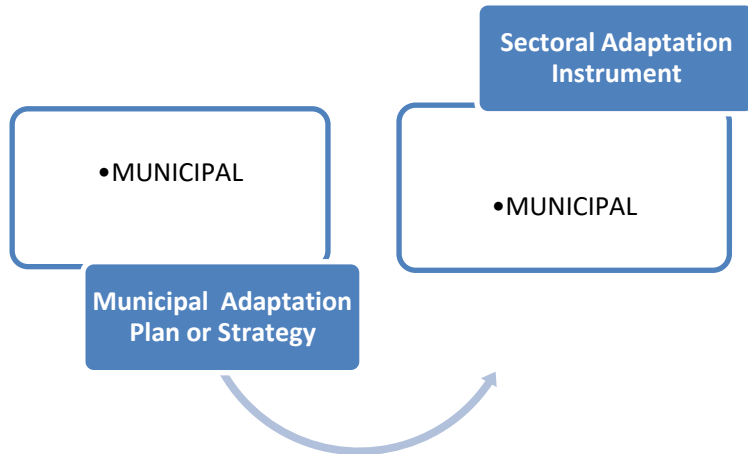 Sectoral Adaptation
Instrument
•MUNICIPAL
•MUNICIPAL
Municipal Adaptation
Plan or Strategy